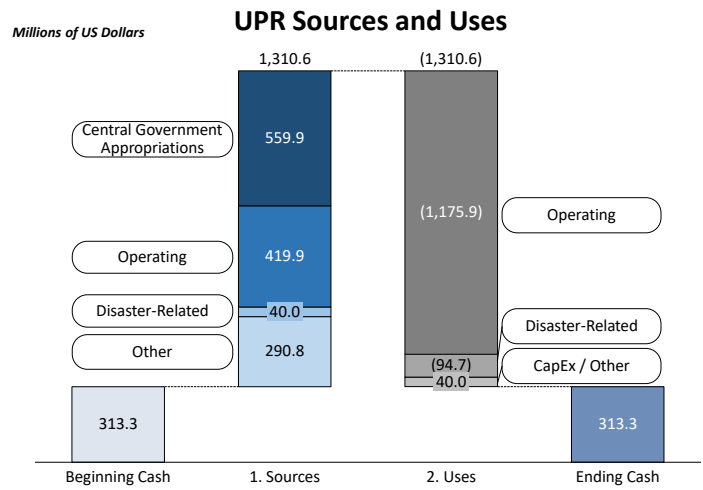 UPR Sources and Uses
Millions of US Dollars
1,310.6
(1,310.6)
Central Government
Appropriations
559.9
(1,175.9)
Operating
Operating
419.9
Disaster-Related
40.0
Disaster-Related
Other
290.8
(94.7)
CapEx / Other
40.0
313.3
313.3
Beginning Cash
1. Sources
2. Uses
Ending Cash